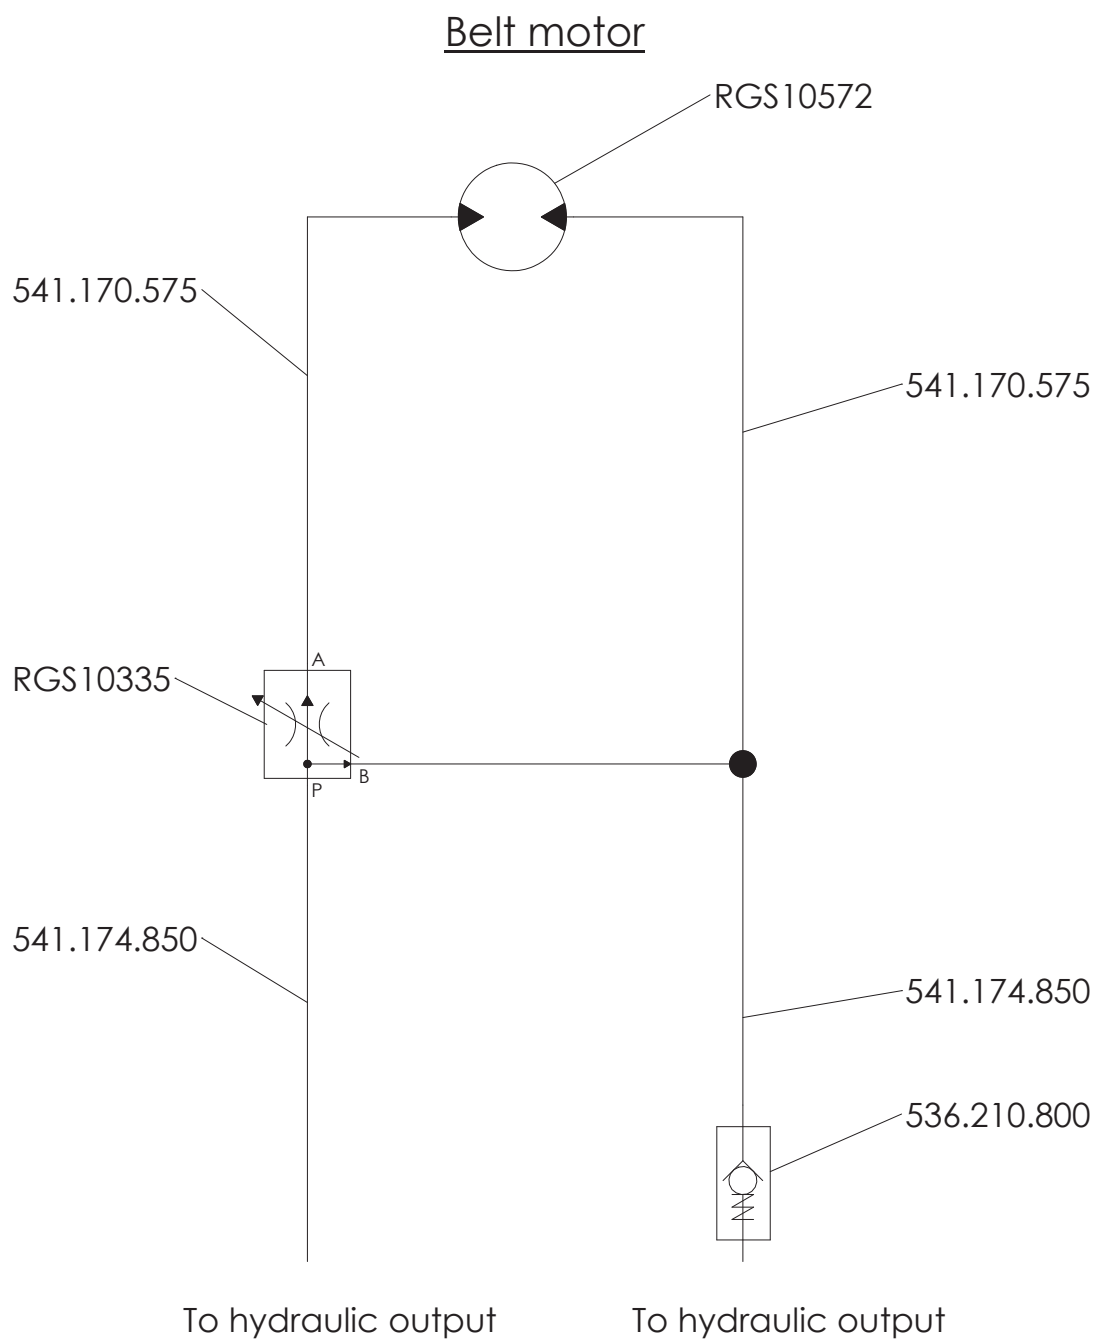 Belt motor
RGS10572
541.170.575
541.170.575
A
RGS10335
B
P
541.174.850
541.174.850
536.210.800
To hydraulic output
To hydraulic output